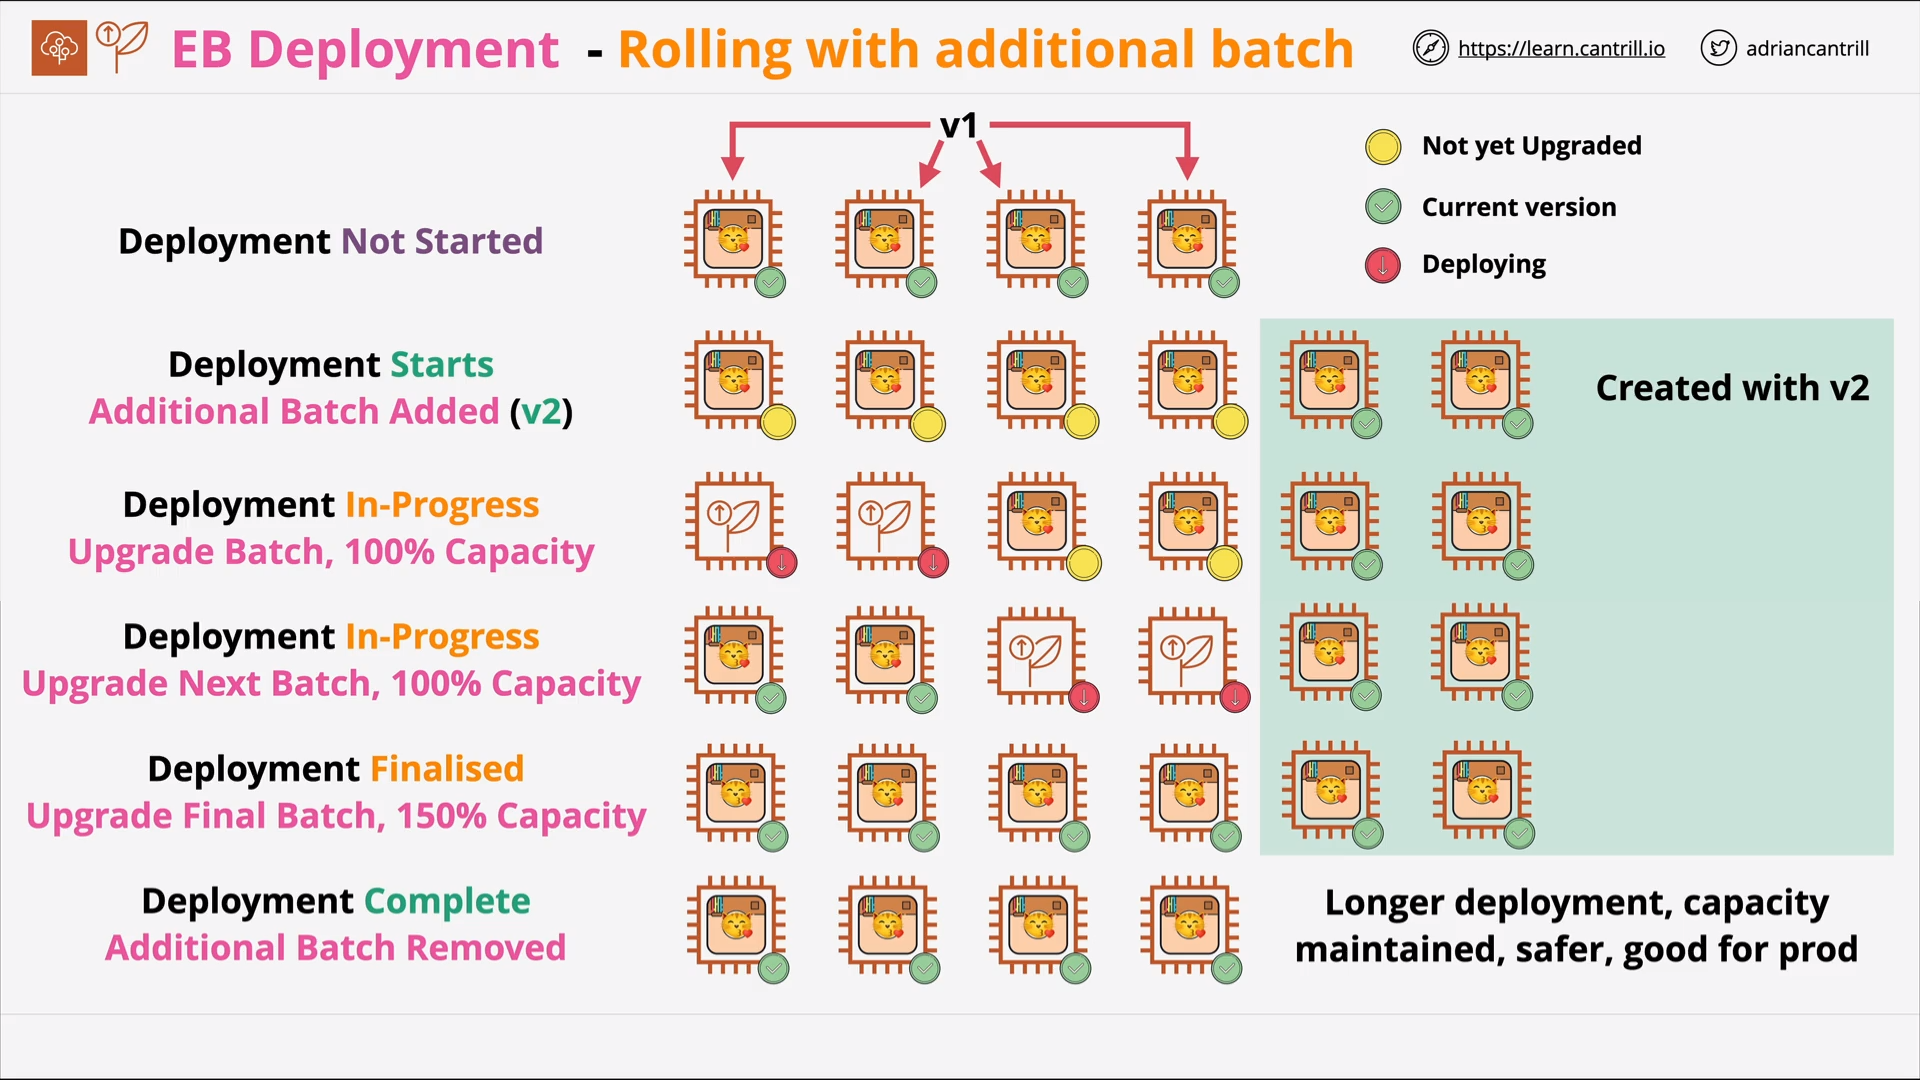 EB Deployment - Rolling with additional batch
https://learn.cantrill.io
adriancantrill
v1
Not yet Upgraded
Current version
Deploying
Deployment Not Started
Deployment Starts
Additional Batch Added (v2)
Created with v2
Deployment In-Progress
Upgrade Batch, 100% Capacity
Deployment In-Progress
Upgrade Next Batch, 100% Capacity
Deployment Finalised
Upgrade Final Batch, 150% Capacity
Deployment Complete
Additional Batch Removed
Longer deployment, capacity
maintained, safer, good for prod